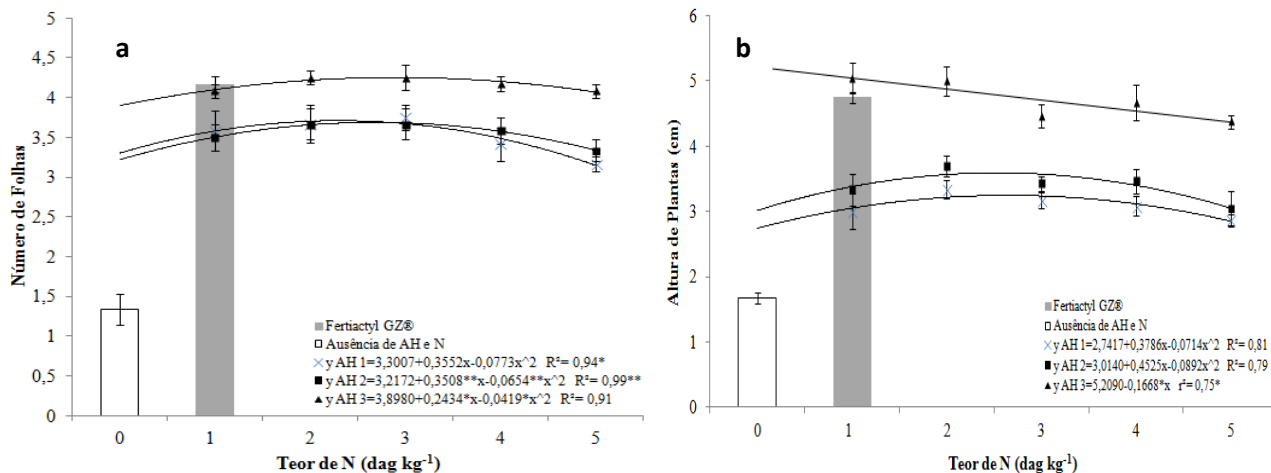 a
Número de Folhas
5
4,5
4
3,5
3
2,5
2
1,5
1
0,5
0
Fertiactyl GZ®
Ausência de AH e N
y AH 1=3,3007+0,3552x-0,0773x^2 R²= 0,94*
y AH 2=3,2172+0,3508**x-0,0654**x^2 R²= 0,99**
y AH 3=3,8980+0,2434*x-0,0419*x^2 R²= 0,91
0 1 2 3 4 5
Teor de N (dag kg⁻¹)
b
Altura de Plantas (cm)
6
5
4
3
2
1
0
Fertiactyl GZ®
Ausência de AH e N
y AH 1=2,7417+0,3786x-0,0714x^2 R²= 0,81
y AH 2=3,0140+0,4525x-0,0892x^2 R²= 0,79
y AH 3=5,2090-0,1668*x r²= 0,75*
0 1 2 3 4 5
Teor de N (dag kg⁻¹)